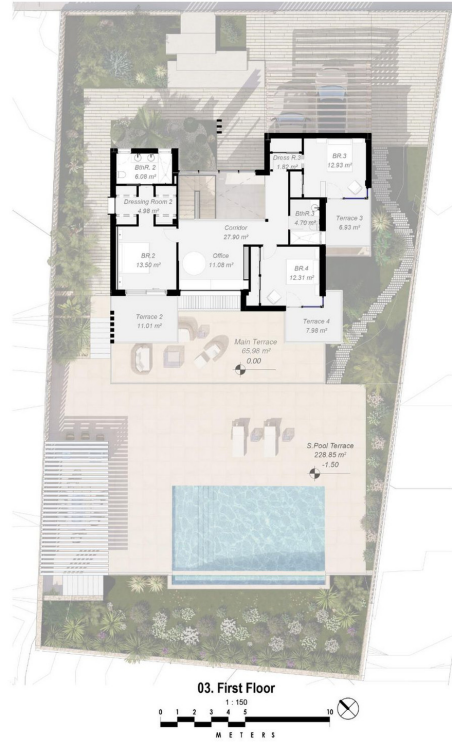 BR.3
12.93 m²
Dress R.3
1.82 m²
BthR. 2
6.09 m²
Dressing Room 2
4.98 m²
BthR.3
4.76 m²
Terrace 3
6.93 m²
Corridor
27.90 m²
Office
11.08 m²
BR.2
13.50 m²
BR.4
12.31 m²
Terrace 2
11.01 m²
Terrace 4
7.96 m²
Main Terrace
65.98 m²
0.00
S.Pool Terrace
228.85 m²
-1.50
03. First Floor
1 : 150
0 1 2 3 4 5 10
M E T E R S